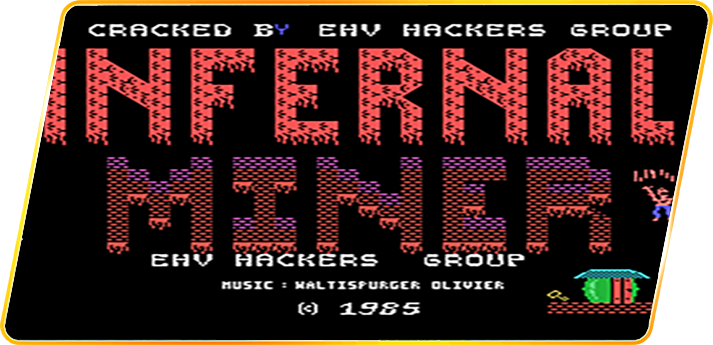 CRACKED BY EHV HACKERS GROUP
INFERNAL
MINER
EHV HACKERS GROUP
MUSIC : WALTISPURGER OLIVIER
(c) 1985